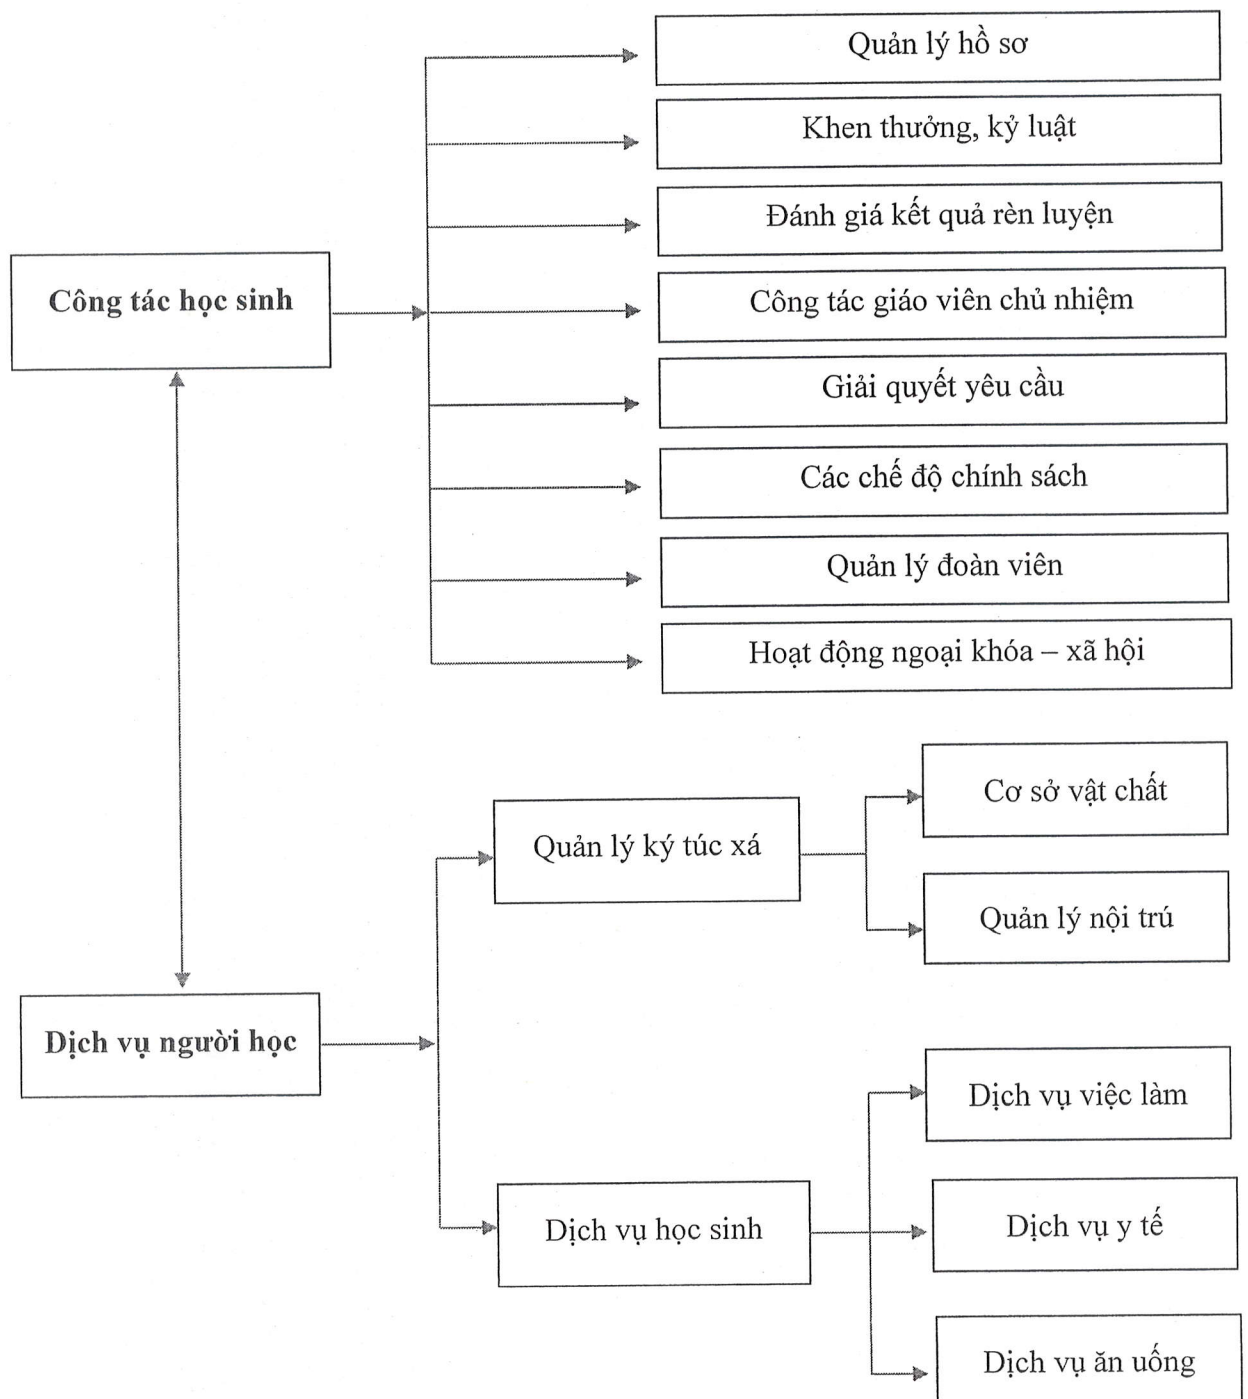 Quản lý hồ sơ
Khen thưởng, kỷ luật
Đánh giá kết quả rèn luyện
Công tác học sinh
Công tác giáo viên chủ nhiệm
Giải quyết yêu cầu
Các chế độ chính sách
Quản lý đoàn viên
Hoạt động ngoại khóa – xã hội
Cơ sở vật chất
Quản lý ký túc xá
Quản lý nội trú
Dịch vụ người học
Dịch vụ việc làm
Dịch vụ học sinh
Dịch vụ y tế
Dịch vụ ăn uống